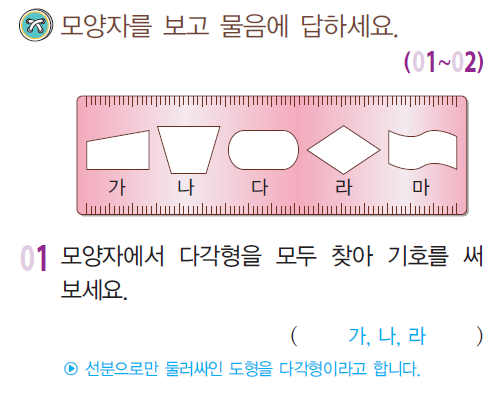 모양자를 보고 물음에 답하세요.
(01~02)
가 나 다 라 마
01 모양자에서 다각형을 모두 찾아 기호를 써
보세요.
( 가, 나, 라 )
선분으로만 둘러싸인 도형을 다각형이라고 합니다.